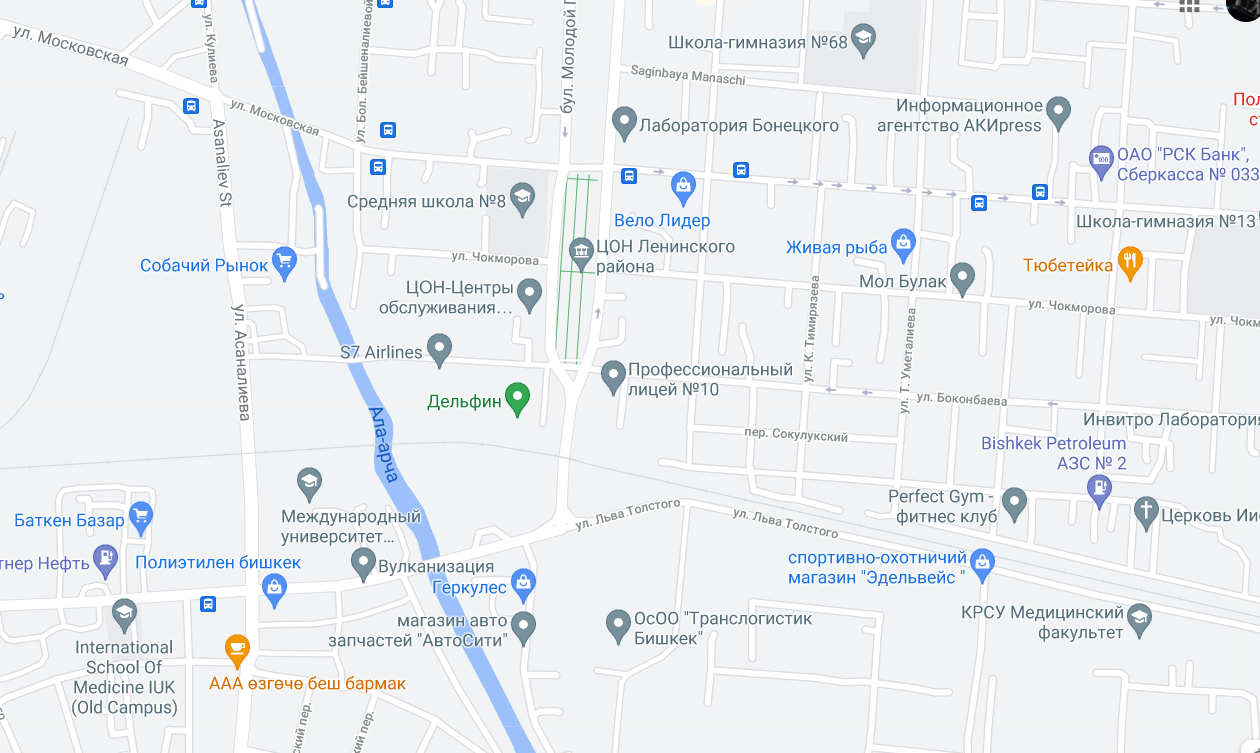 ул. Московская
ул. Кулиева
ул. Бол. Бейшеналиевой
бул. Молодой Г
Школа-гимназия №68
Saginbaya Manaschi
ул. Московская
Asanaliev St
Лаборатория Бонецкого
Информационное
агентство АКИpress
Пол
ст
ОАО "РСК Банк",
Сберкасса № 033
Средняя школа №8
Вело Лидер
Школа-гимназия №13
ЦОН Ленинского
района
Живая рыба
ул. Чокморова
Собачий Рынок
Тюбетейка
Мол Булак
ЦОН-Центры
обслуживания...
ул. Чокморова
ул. Чокм
ул. Асаналиева
ул. К. Тимирязева
ул. Т. Уметалиева
S7 Airlines
Профессиональный
лицей №10
Дельфин
ул. Боконбаева
Инвитро Лаборатория
Ала-арча
пер. Сокулукский
Bishkek Petroleum
АЗС № 2
Международный
университет...
Баткен Базар
ул. Льва Толстого
ул. Льва Толстого
Perfect Gym -
фитнес клуб
Церковь Иис
тнер Нефть
Полиэтилен бишкек
Вулканизация
Геркулес
спортивно-охотничий
магазин "Эдельвейс "
магазин авто
запчастей "АвтоСити"
ОсОО "Транслогистик
Бишкек"
КРСУ Медицинский
факультет
International
School Of
Medicine IUK
(Old Campus)
ААА өзгөчө беш бармак
ский пер.
ский пер.